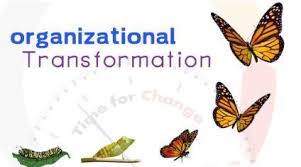 organizational
Transformation
Time for Change